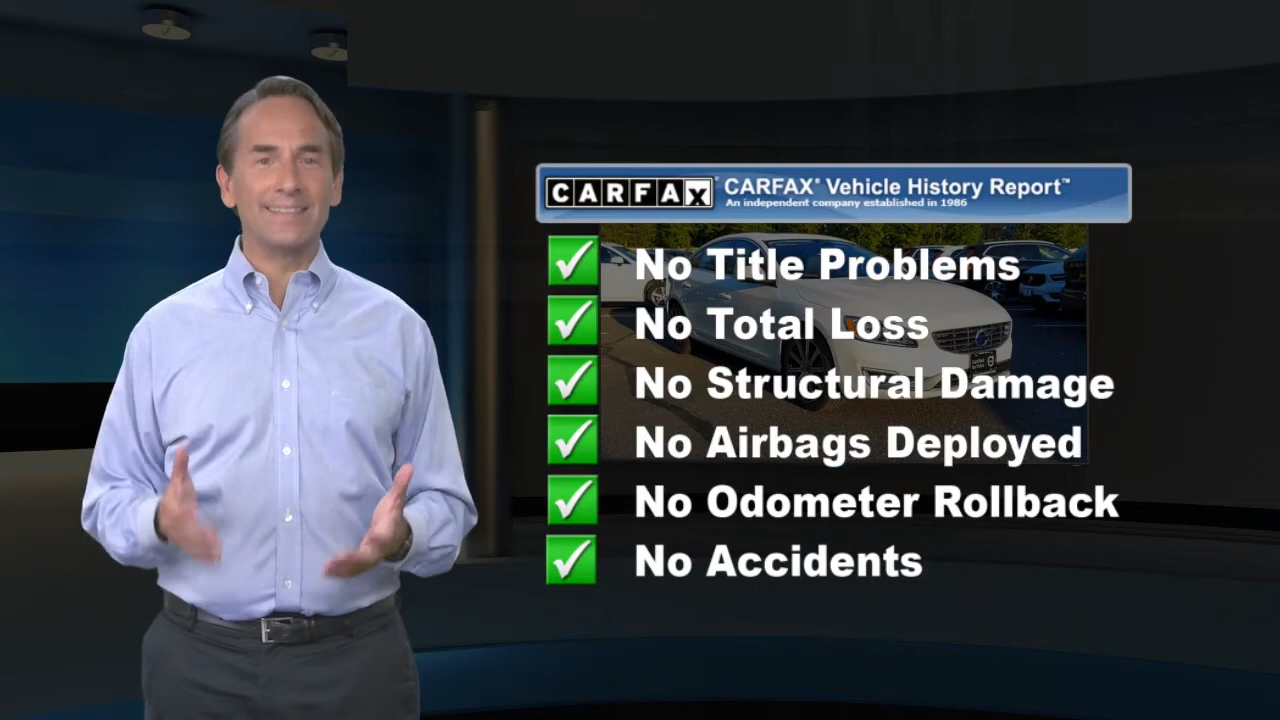 CARFAX CARFAX® Vehicle History Report™
An independent company established in 1986
No Title Problems
No Total Loss
No Structural Damage
No Airbags Deployed
No Odometer Rollback
No Accidents